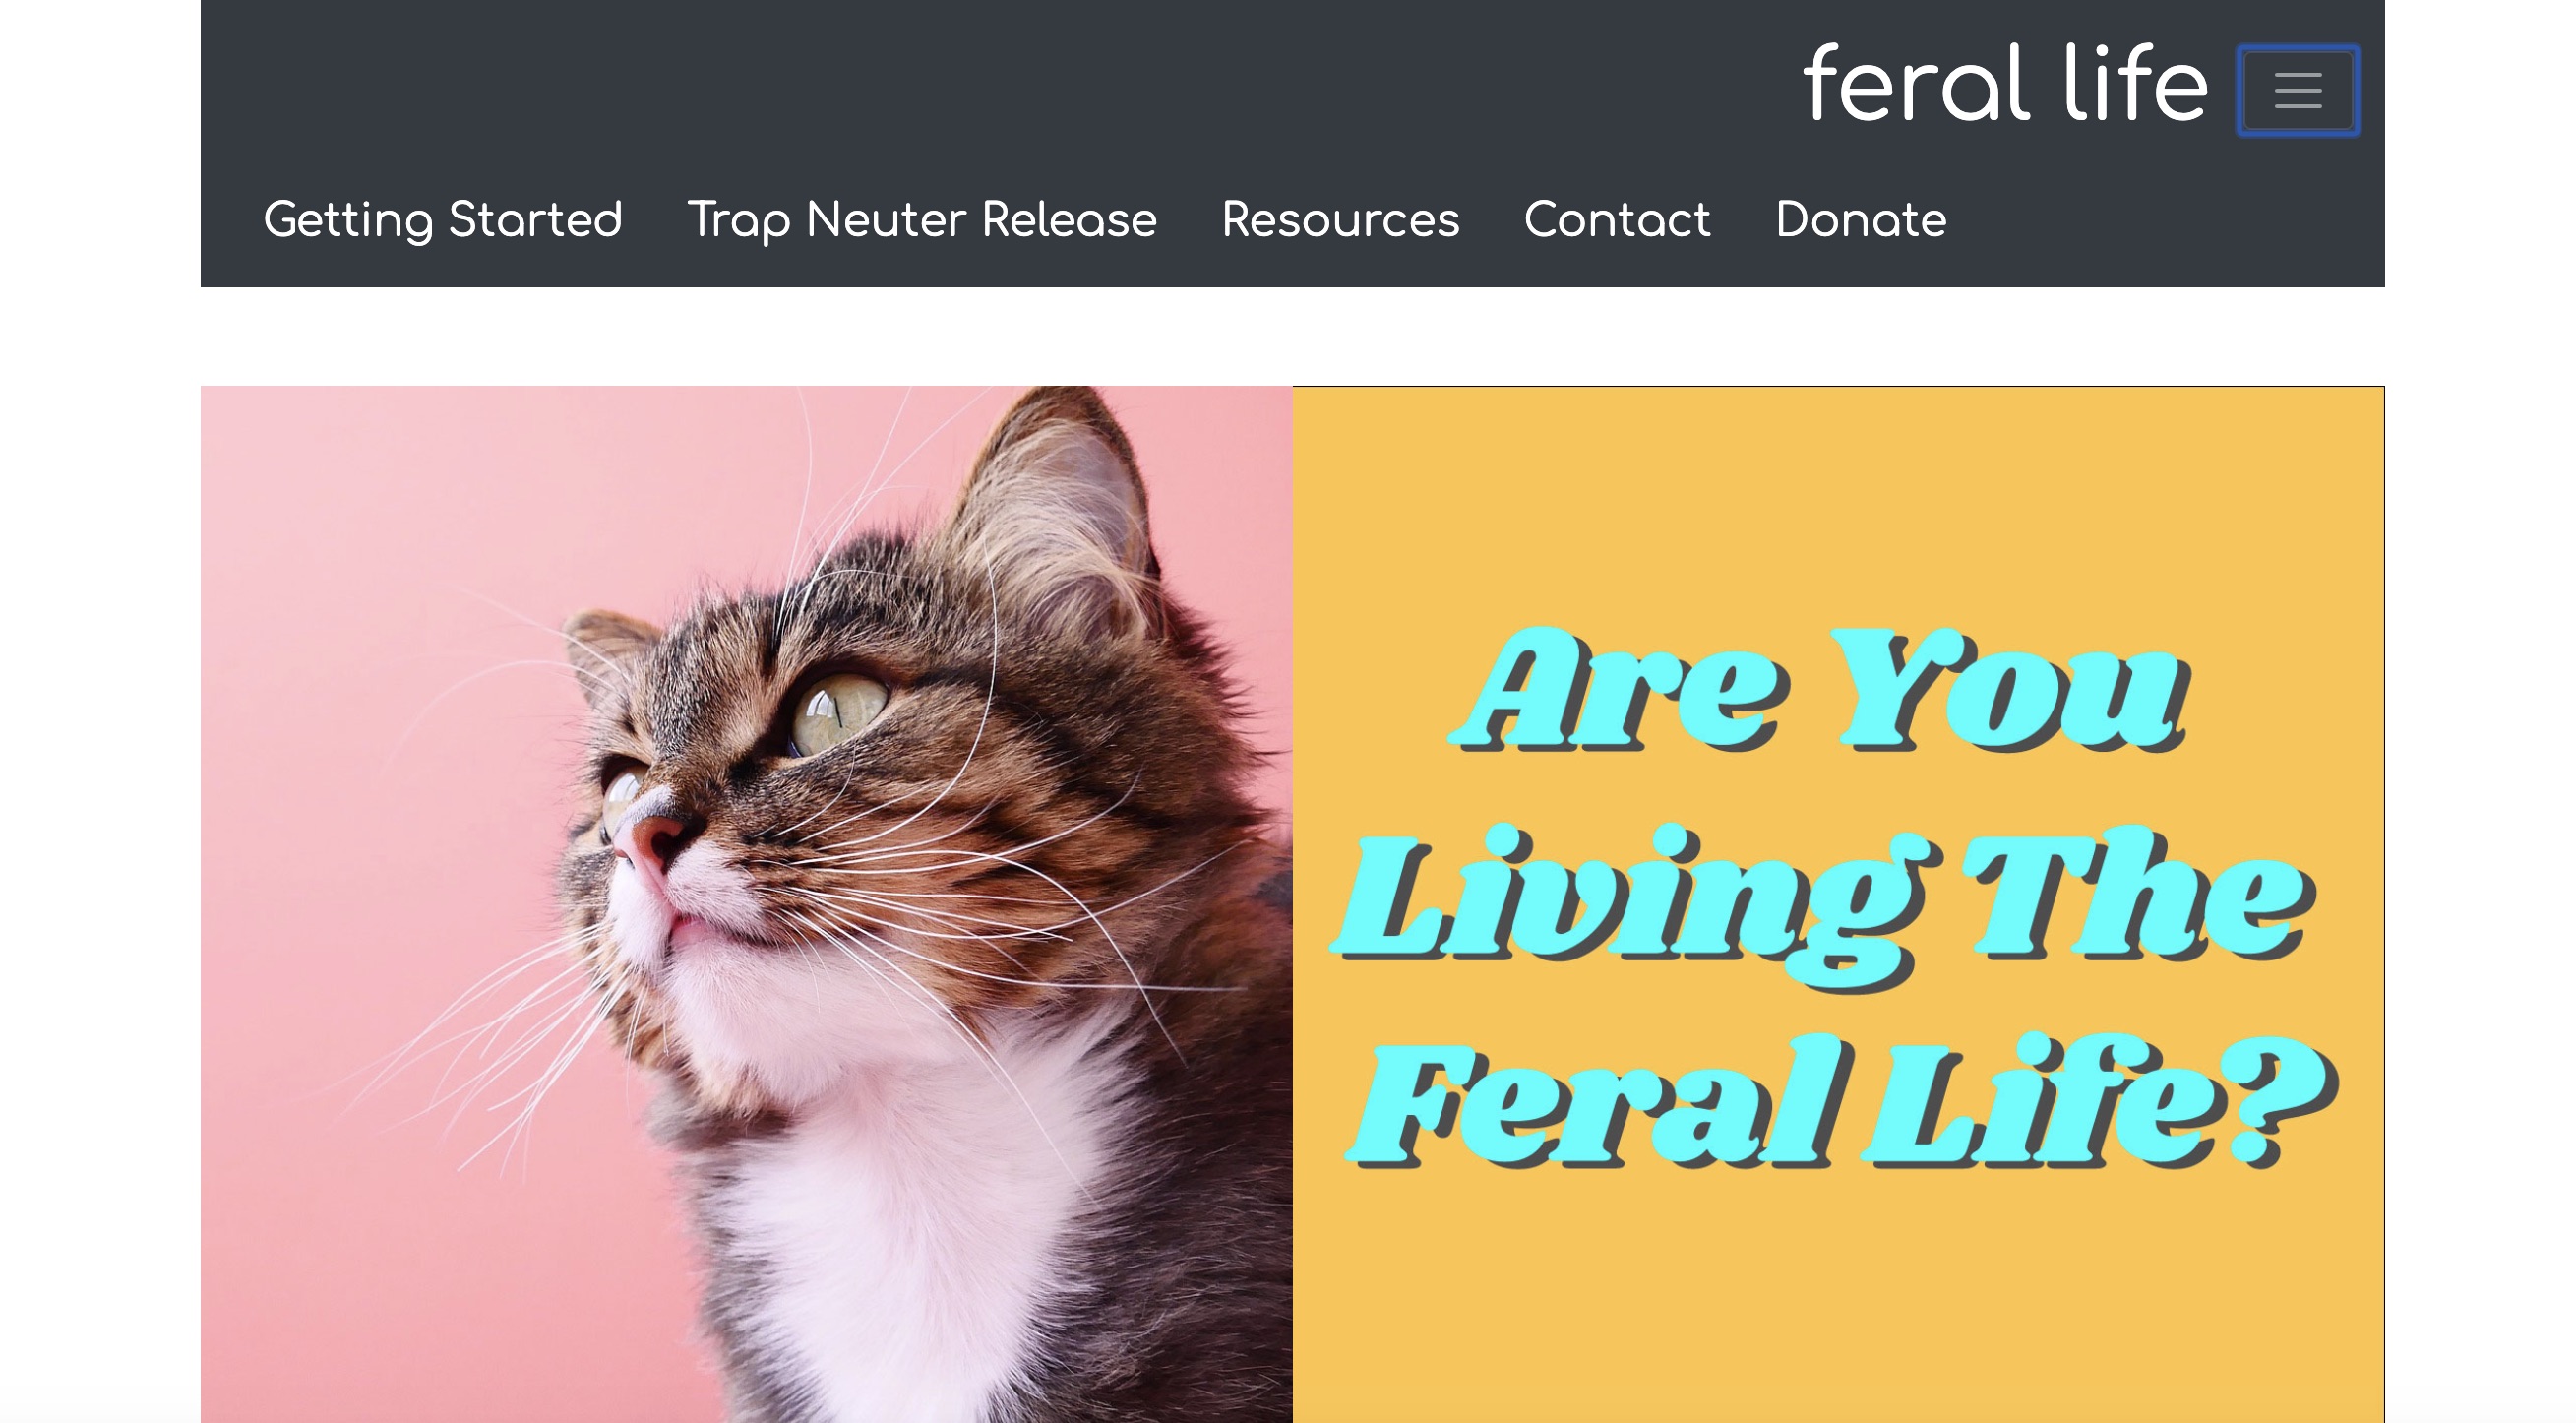 feral life
Getting Started Trap Neuter Release Resources Contact Donate
Are You
Living The
Feral Life?